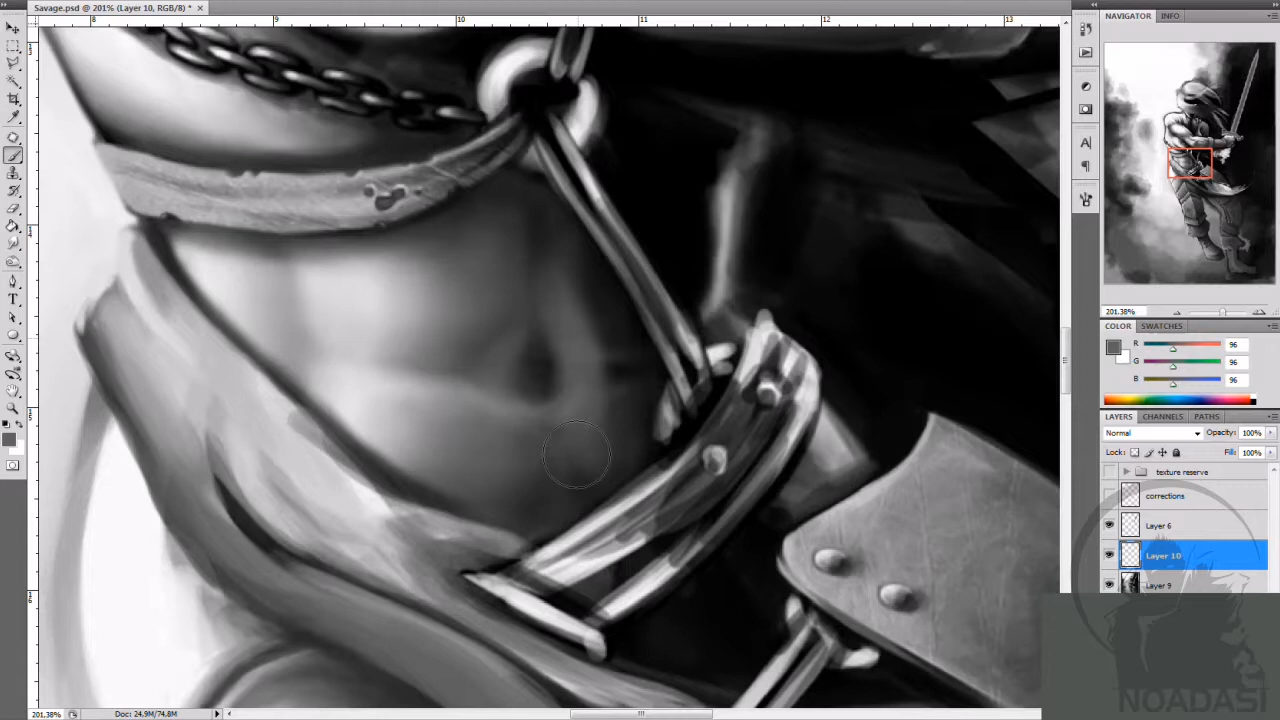 Savage.psd @ 201% (Layer 10, RGB/8) *
8 9 10 11 12 13
NAVIGATOR INFO
201.38%
COLOR SWATCHES
R 96
G 96
B 96
LAYERS CHANNELS PATHS
Normal Opacity: 100%
Lock: Fill: 100%
texture reserve
corrections
Layer 6
Layer 10
Layer 9
NOADASI
201.38% Doc: 24.9M/74.8M